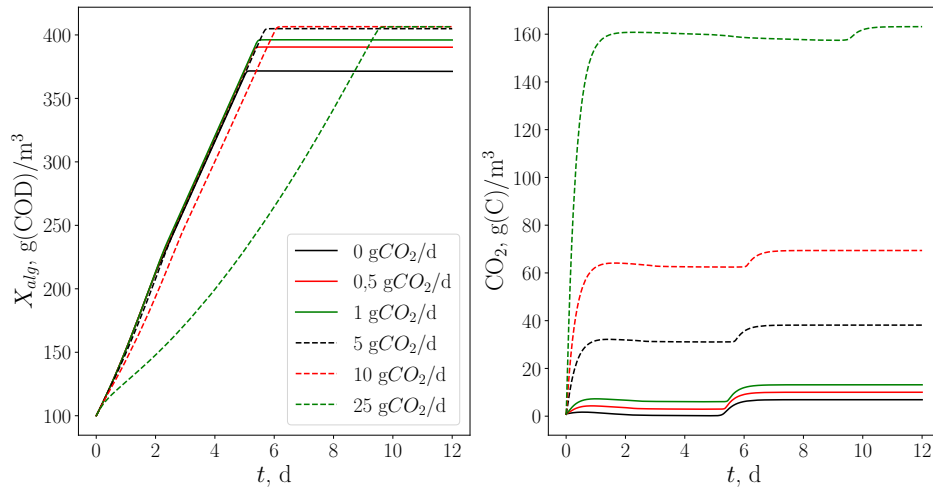 400
350
300
250
200
150
100
X_alg, g(COD)/m³
0 gCO₂/d
0,5 gCO₂/d
1 gCO₂/d
5 gCO₂/d
10 gCO₂/d
25 gCO₂/d
0 2 4 6 8 10 12
t, d
160
140
120
100
80
60
40
20
0
CO₂, g(C)/m³
0 2 4 6 8 10 12
t, d